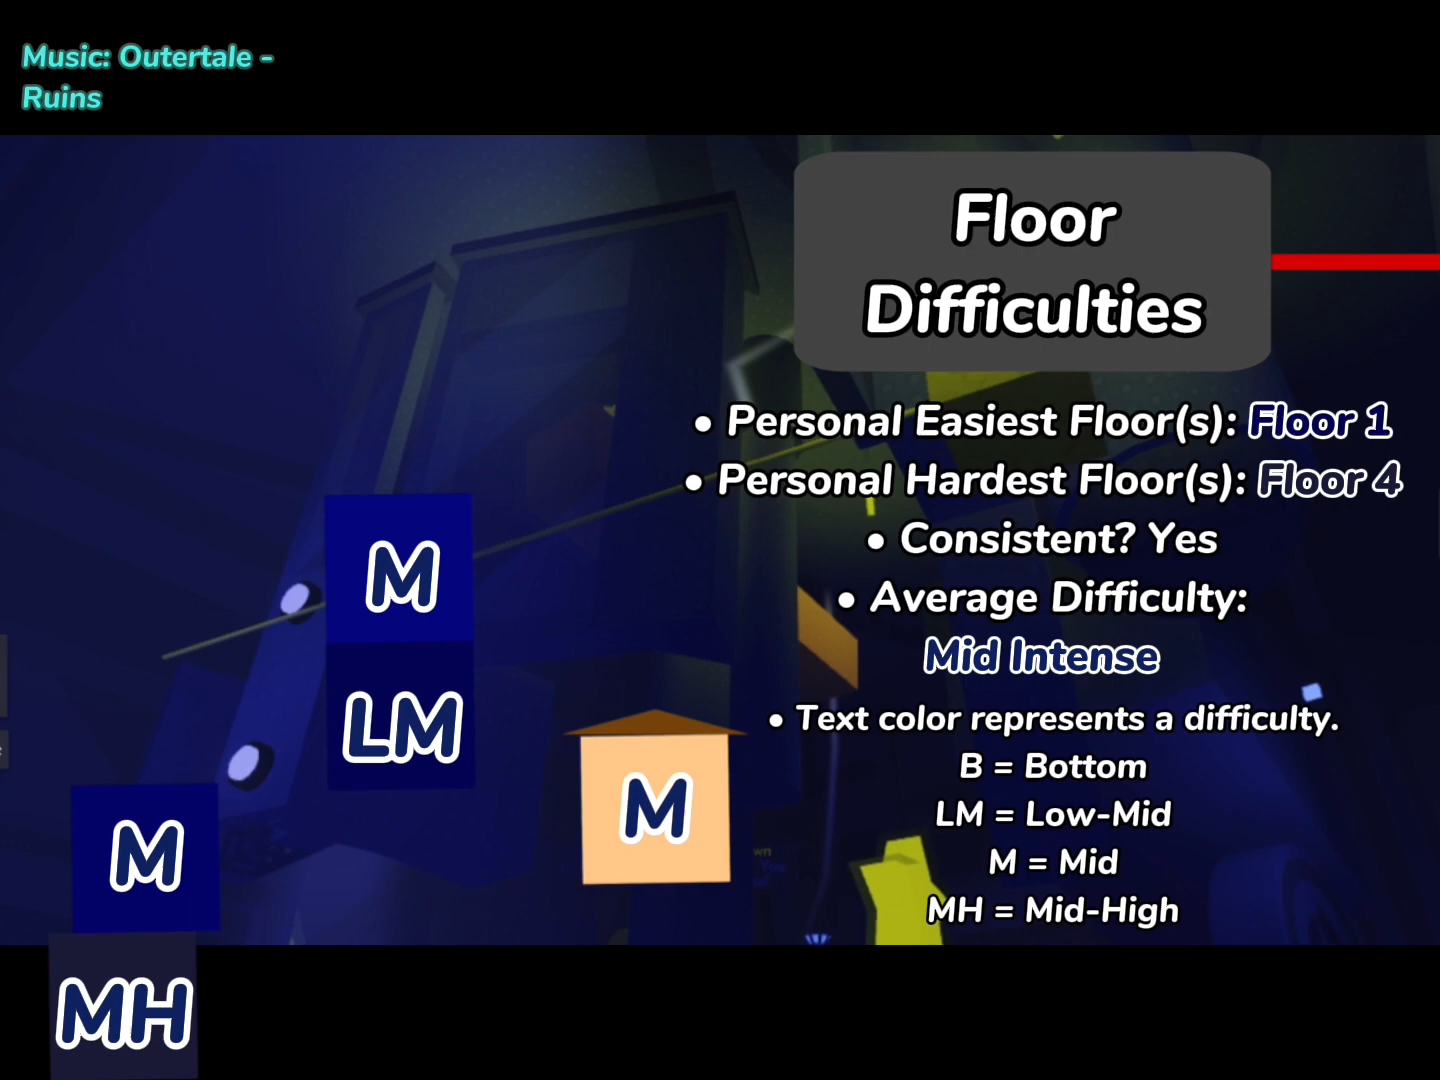 Music: Outertale -
Ruins
Floor
Difficulties
• Personal Easiest Floor(s): Floor 1
• Personal Hardest Floor(s): Floor 4
• Consistent? Yes
• Average Difficulty:
Mid Intense
• Text color represents a difficulty.
B = Bottom
LM = Low-Mid
M = Mid
MH = Mid-High
M
LM
M
M
MH